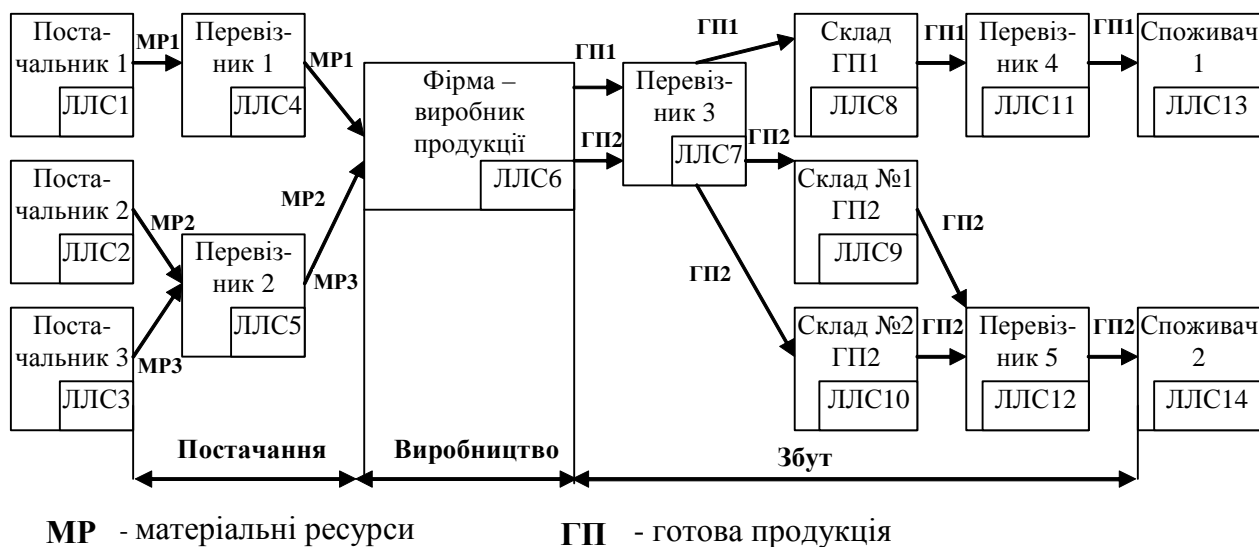 Поста-
чальник 1
ЛЛС1
МР1
Перевіз-
ник 1
ЛЛС4
МР1
Фірма –
виробник
продукції
ЛЛС6
ГП1
ГП2
Перевіз-
ник 3
ЛЛС7
ГП1
ГП2
ГП2
Склад
ГП1
ЛЛС8
ГП1
Перевіз-
ник 4
ЛЛС11
ГП1
Споживач
1
ЛЛС13
Поста-
чальник 2
ЛЛС2
МР2
Перевіз-
ник 2
ЛЛС5
МР2
МР3
Склад №1
ГП2
ЛЛС9
ГП2
Поста-
чальник 3
ЛЛС3
МР3
Склад №2
ГП2
ЛЛС10
ГП2
Перевіз-
ник 5
ЛЛС12
ГП2
Споживач
2
ЛЛС14
Постачання
Виробництво
Збут
МР - матеріальні ресурси
ГП - готова продукція